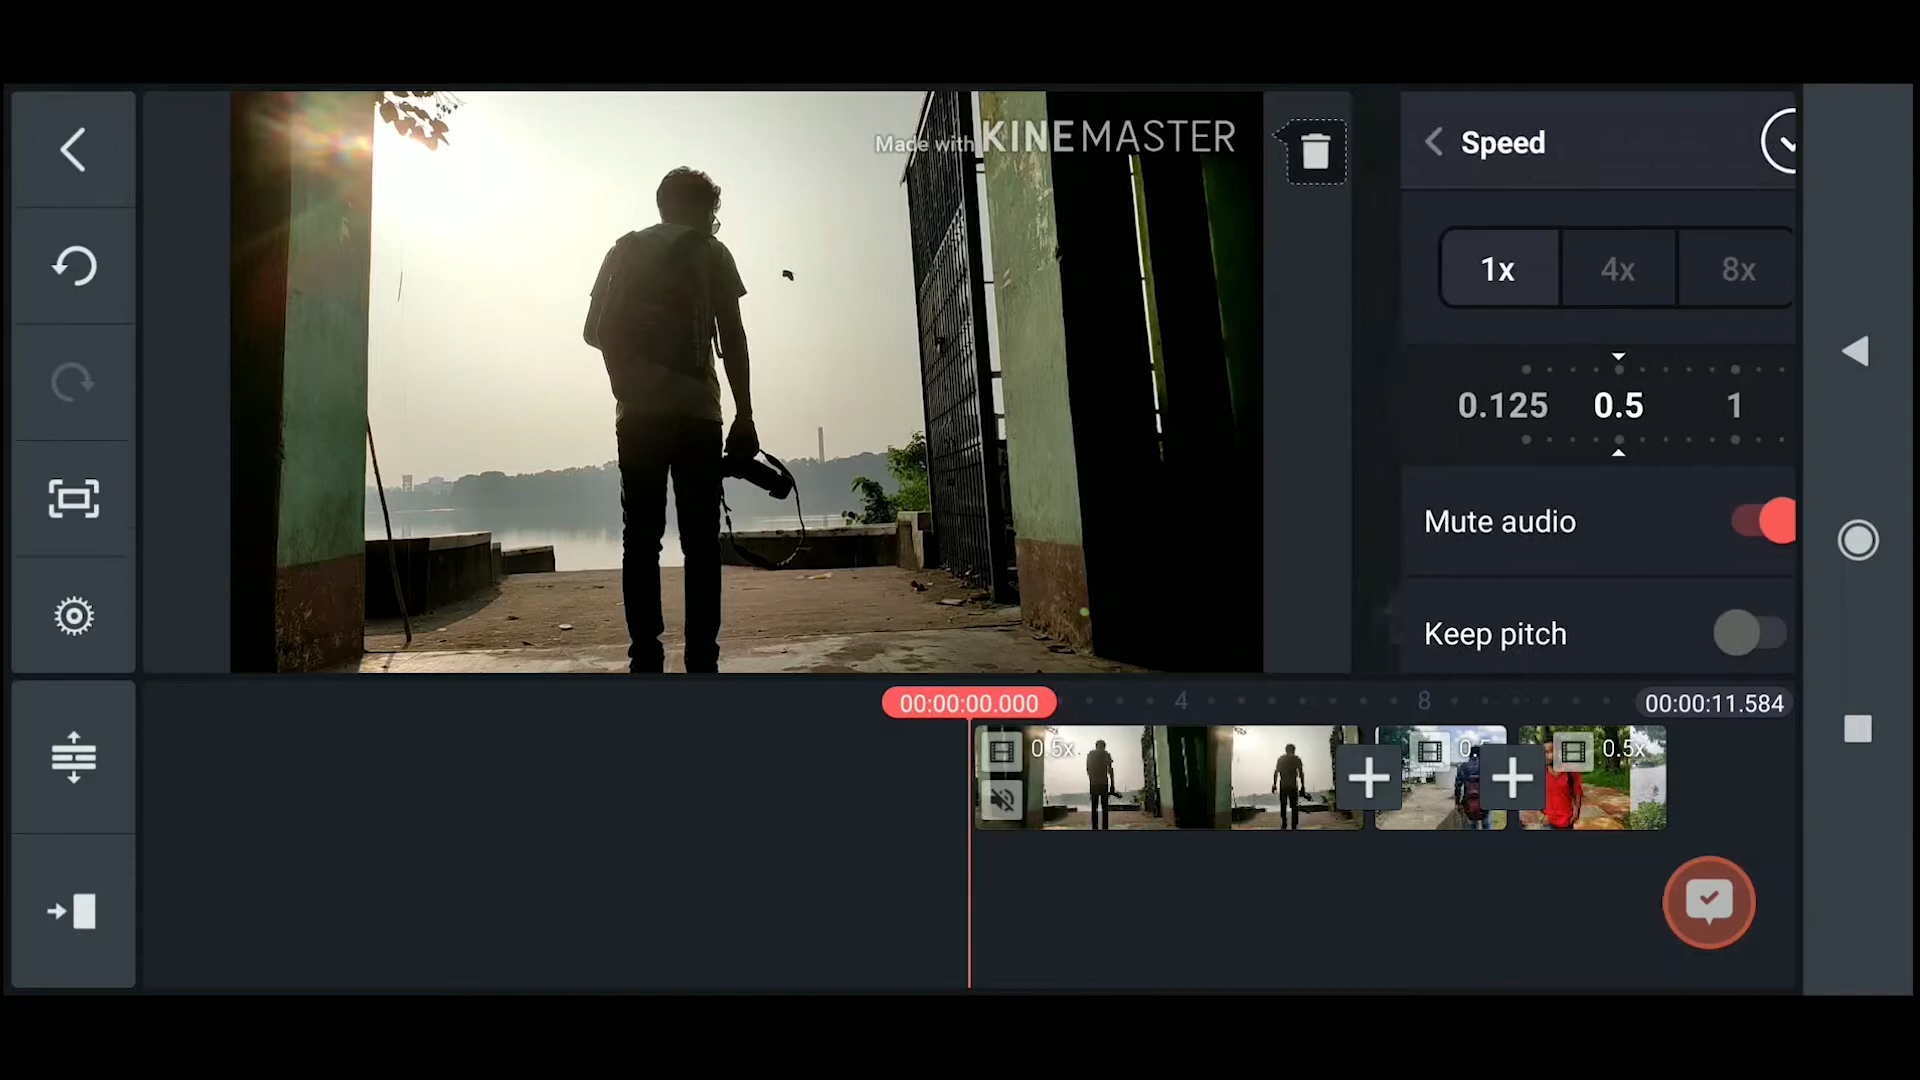 Made with KINEMASTER
Speed
1x 4x 8x
0.125 0.5 1
Mute audio
Keep pitch
00:00:00.000 4 8 00:00:11.584
0.5x 0.5x